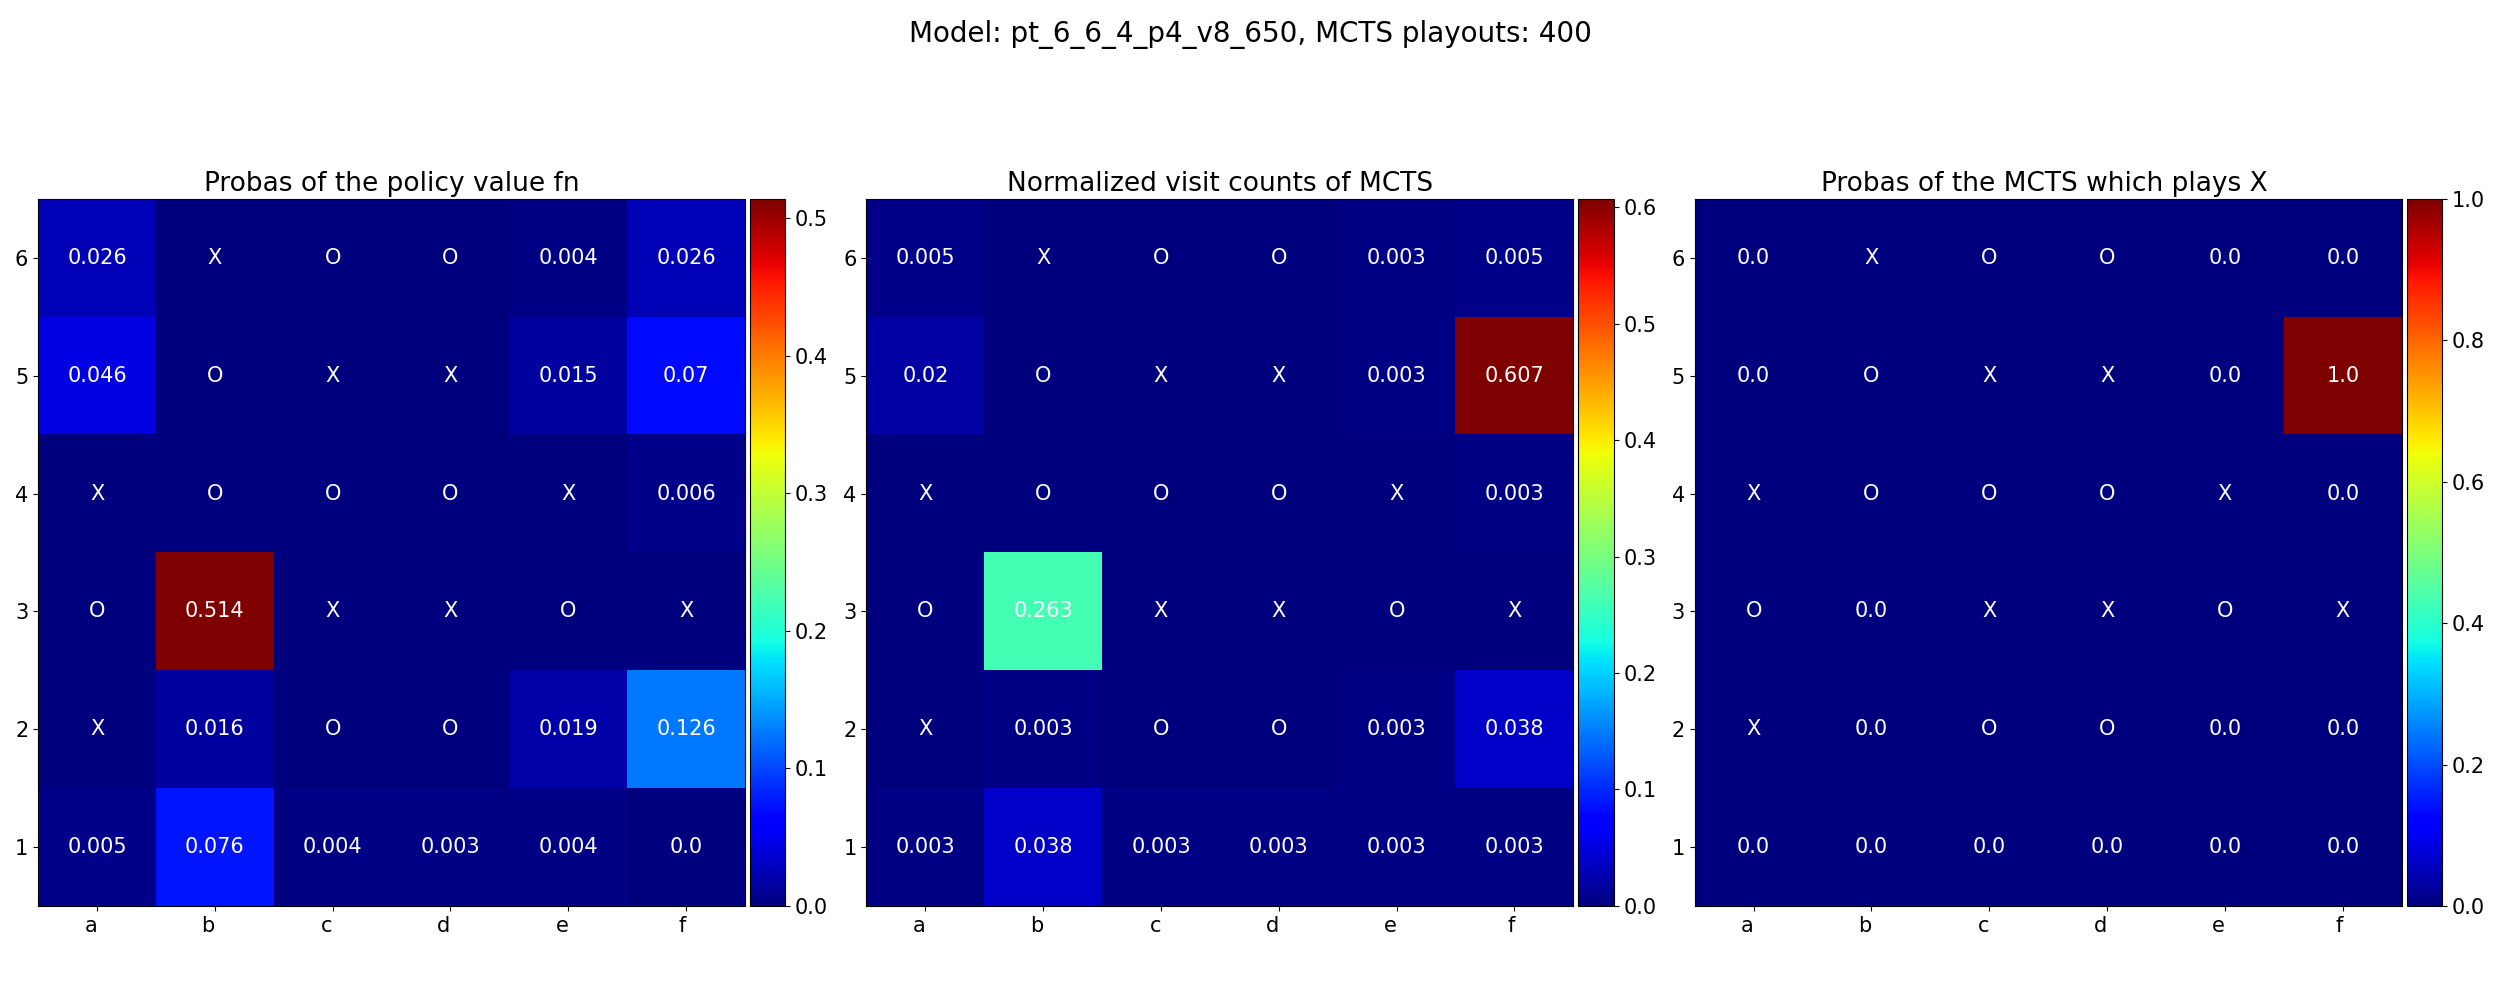 Model: pt_6_6_4_p4_v8_650, MCTS playouts: 400
Probas of the policy value fn
6 0.026 X O O 0.004 0.026
5 0.046 O X X 0.015 0.07
4 X O O O X 0.006
3 O 0.514 X X O X
2 X 0.016 O O 0.019 0.126
1 0.005 0.076 0.004 0.003 0.004 0.0
a b c d e f
0.5
0.4
0.3
0.2
0.1
0.0
Normalized visit counts of MCTS
6 0.005 X O O 0.003 0.005
5 0.02 O X X 0.003 0.607
4 X O O O X 0.003
3 O 0.263 X X O X
2 X 0.003 O O 0.003 0.038
1 0.003 0.038 0.003 0.003 0.003 0.003
a b c d e f
0.6
0.5
0.4
0.3
0.2
0.1
0.0
Probas of the MCTS which plays X
6 0.0 X O O 0.0 0.0
5 0.0 O X X 0.0 1.0
4 X O O O X 0.0
3 O 0.0 X X O X
2 X 0.0 O O 0.0 0.0
1 0.0 0.0 0.0 0.0 0.0 0.0
a b c d e f
1.0
0.8
0.6
0.4
0.2
0.0